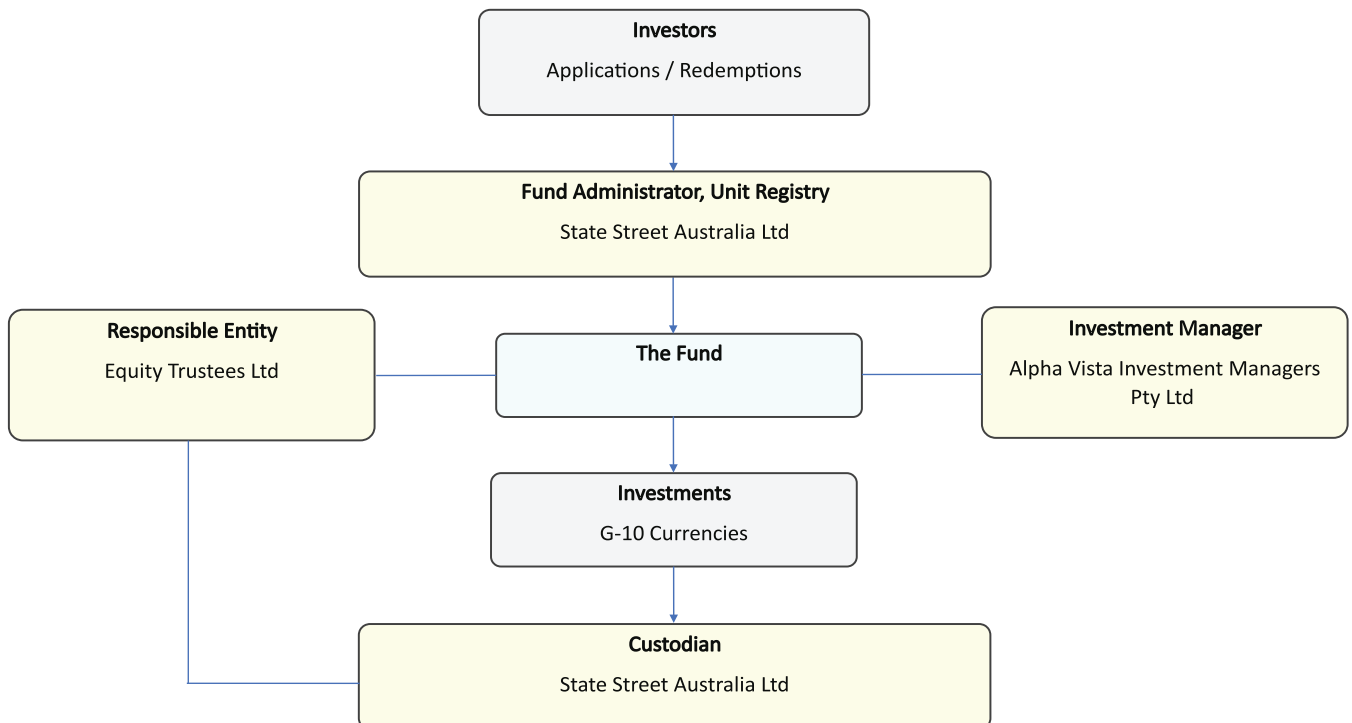 Investors
Applications / Redemptions
Fund Administrator, Unit Registry
State Street Australia Ltd
Responsible Entity
Equity Trustees Ltd
The Fund
Investment Manager
Alpha Vista Investment Managers
Pty Ltd
Investments
G-10 Currencies
Custodian
State Street Australia Ltd